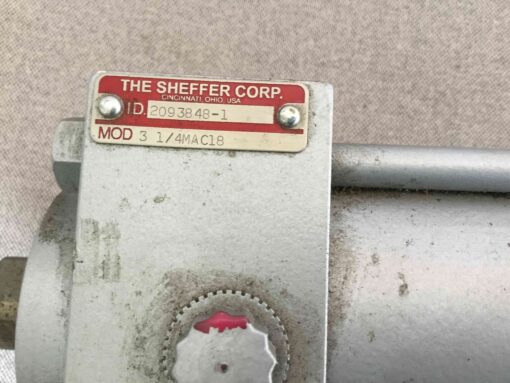 THE SHEFFER CORP.
CINCINNATI, OHIO, USA
ID. 2093848-1
MOD 3 1/4MAC18